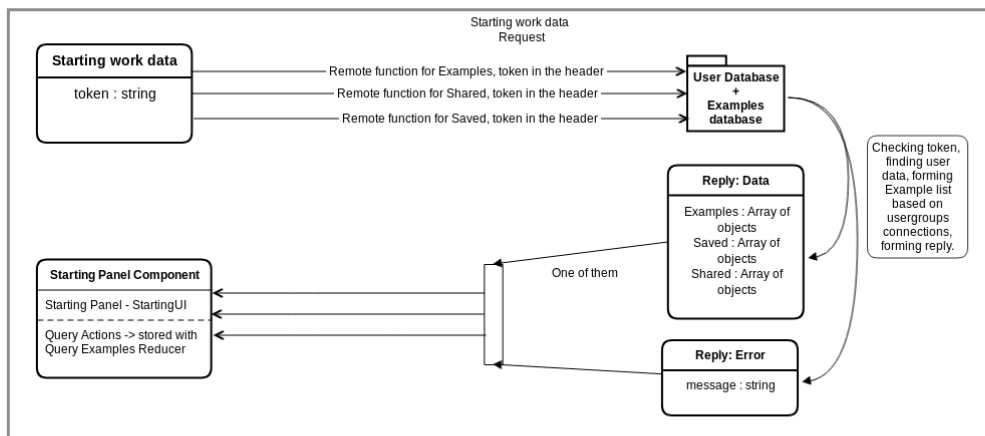 Starting work data
Request
Starting work data
token : string
Remote function for Examples, token in the header
Remote function for Shared, token in the header
Remote function for Saved, token in the header
User Database
+
Examples
database
Checking token,
finding user
data, forming
Example list
based on
usergroups
connections,
forming reply.
Reply: Data
Examples : Array of
objects
Saved : Array of
objects
Shared : Array of
objects
One of them
Starting Panel Component
Starting Panel - StartingUI
Query Actions -> stored with
Query Examples Reducer
Reply: Error
message : string